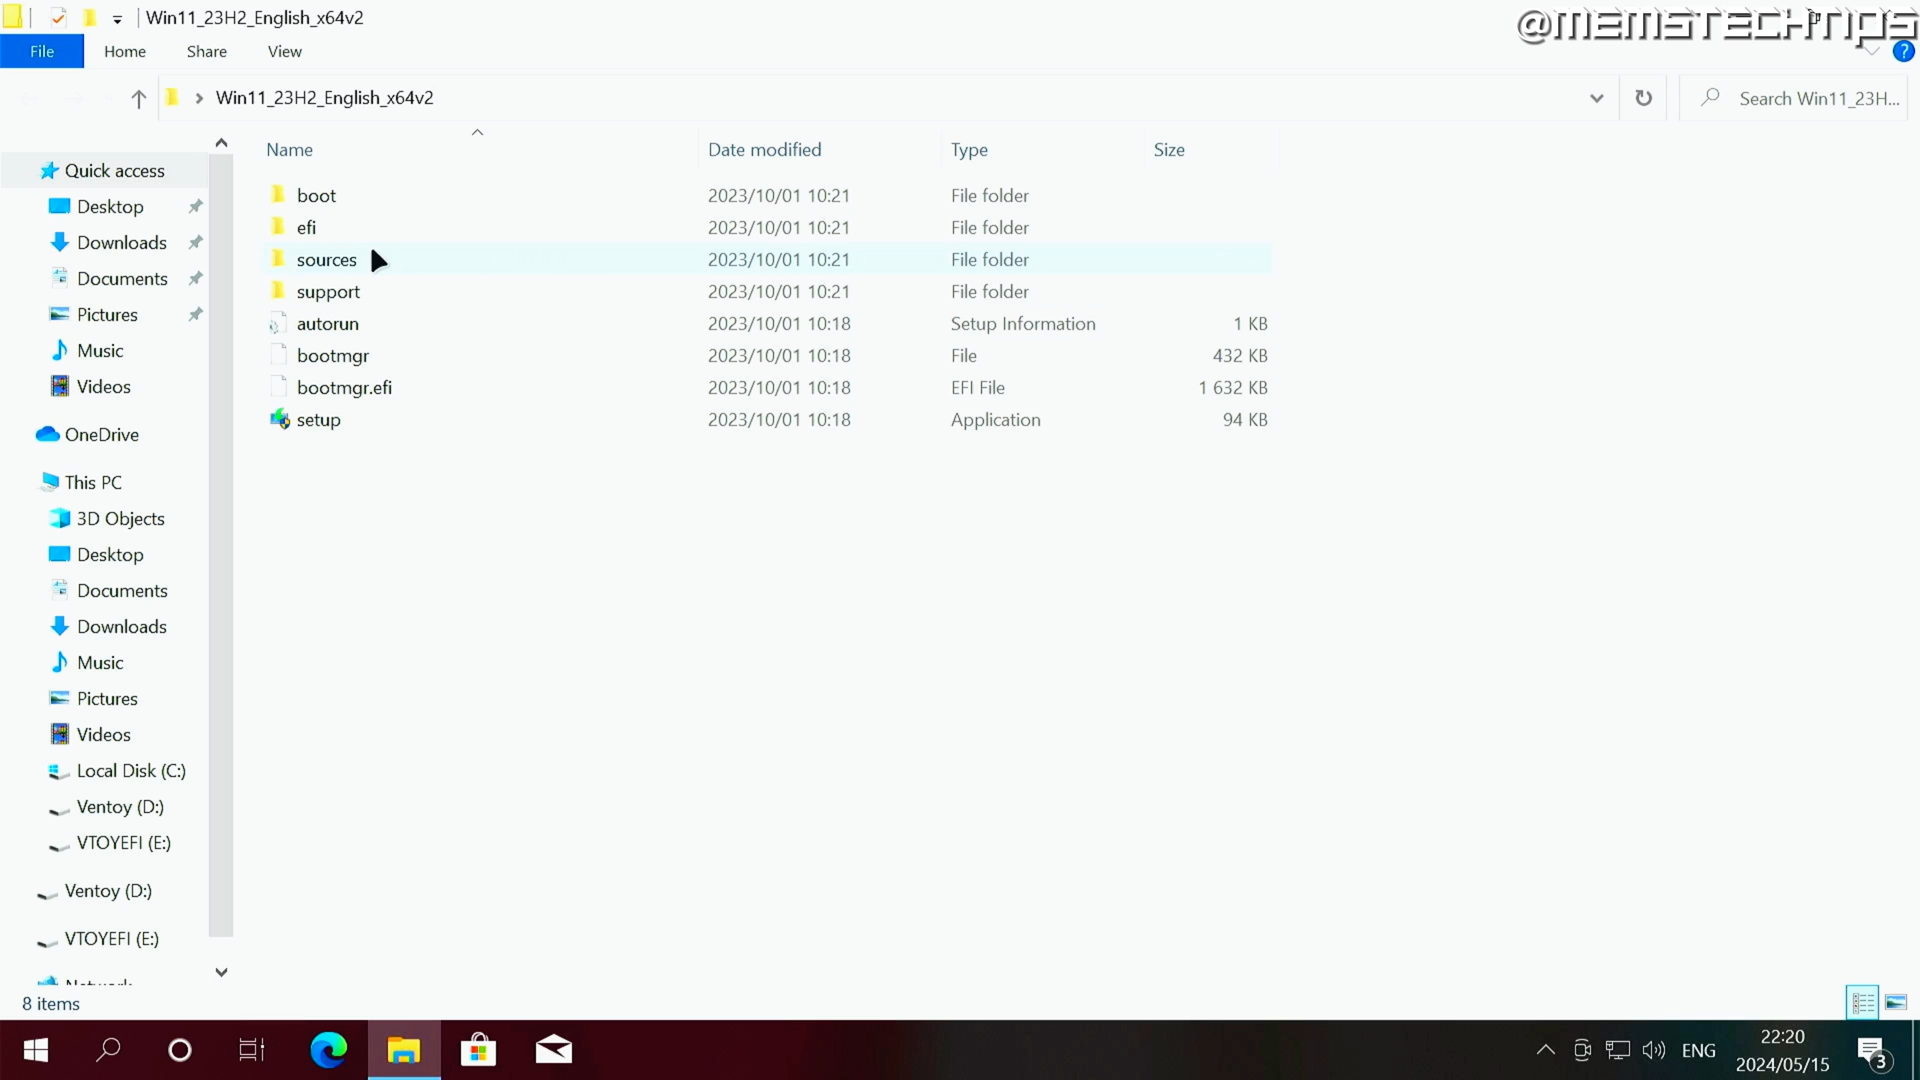 Win11_23H2_English_x64v2
@MEMSTECHTIPS
File Home Share View
Win11_23H2_English_x64v2
Search Win11_23H...
Name Date modified Type Size
boot 2023/10/01 10:21 File folder
efi 2023/10/01 10:21 File folder
sources 2023/10/01 10:21 File folder
support 2023/10/01 10:21 File folder
autorun 2023/10/01 10:18 Setup Information 1 KB
bootmgr 2023/10/01 10:18 File 432 KB
bootmgr.efi 2023/10/01 10:18 EFI File 1 632 KB
setup 2023/10/01 10:18 Application 94 KB
Quick access
Desktop
Downloads
Documents
Pictures
Music
Videos
OneDrive
This PC
3D Objects
Desktop
Documents
Downloads
Music
Pictures
Videos
Local Disk (C:)
Ventoy (D:)
VTOYEFI (E:)
Ventoy (D:)
VTOYEFI (E:)
Network
8 items
ENG
22:20
2024/05/15
3